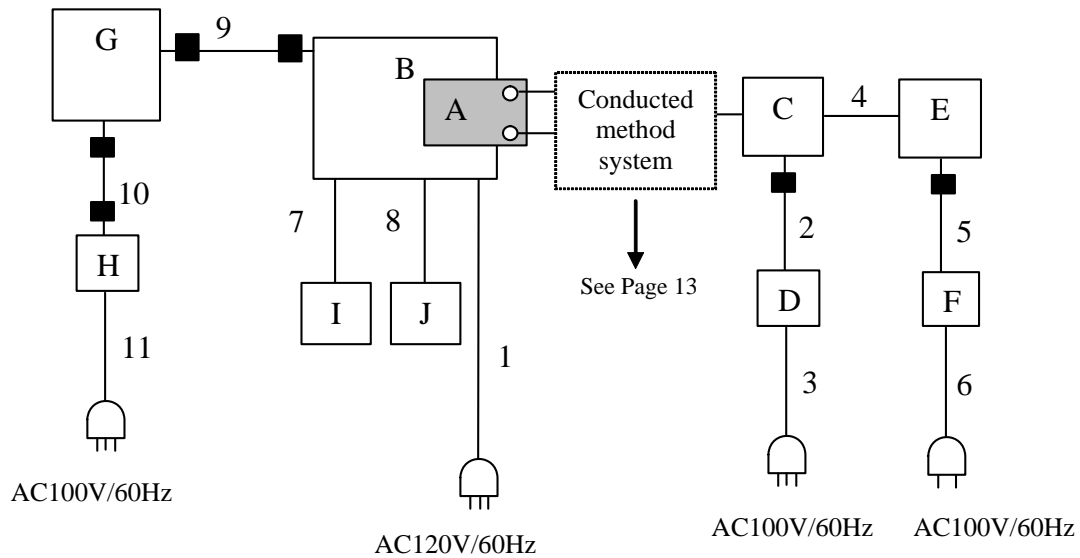 G
9
B
A
Conducted
method
system
C
4
E
10
7
8
2
5
H
See Page 13
D
F
I
J
11
1
3
6
AC100V/60Hz
AC120V/60Hz
AC100V/60Hz
AC100V/60Hz